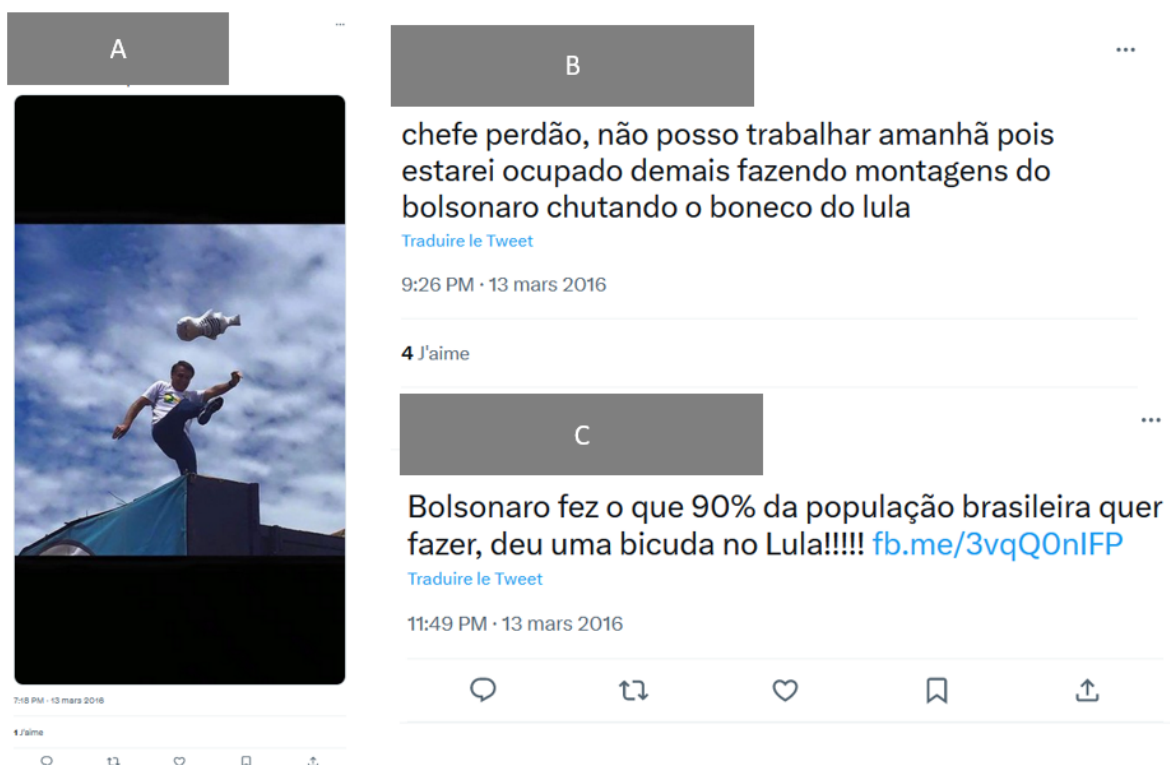 A
7:18 PM · 13 mars 2016
1 J'aime
B
chefe perdão, não posso trabalhar amanhã pois
estarei ocupado demais fazendo montagens do
bolsonaro chutando o boneco do lula
Traduire le Tweet
9:26 PM · 13 mars 2016
4 J'aime
C
Bolsonaro fez o que 90% da população brasileira quer
fazer, deu uma bicuda no Lula!!!!! fb.me/3vqQ0nIFP
Traduire le Tweet
11:49 PM · 13 mars 2016